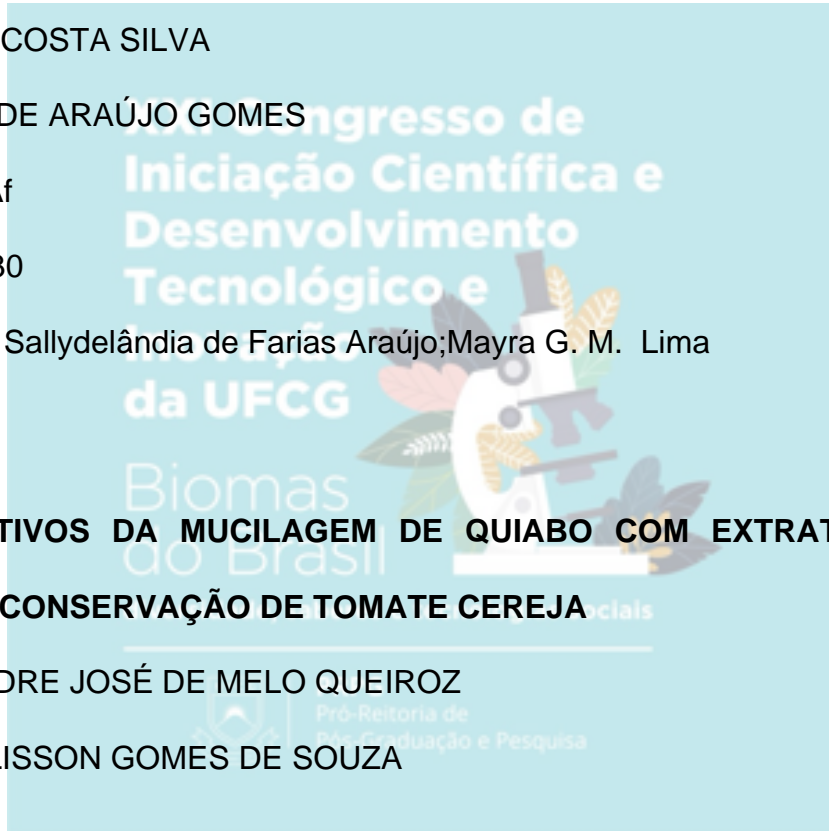 COSTA SILVA
DE ARAÚJO GOMES
Congresso de
Iniciação Científica e
Af
Desenvolvimento
30
Tecnológico e
Sallydelândia de Farias Araújo;Mayra G. M. Lima
da UFCG
Biomas
TIVOS DA MUCILAGEM DE QUIABO COM EXTRAT
do Brasil
CONSERVAÇÃO DE TOMATE CEREJA
DRE JOSÉ DE MELO QUEIROZ
Pró-Reitoria de
Pós-Graduação e Pesquisa
LISSON GOMES DE SOUZA